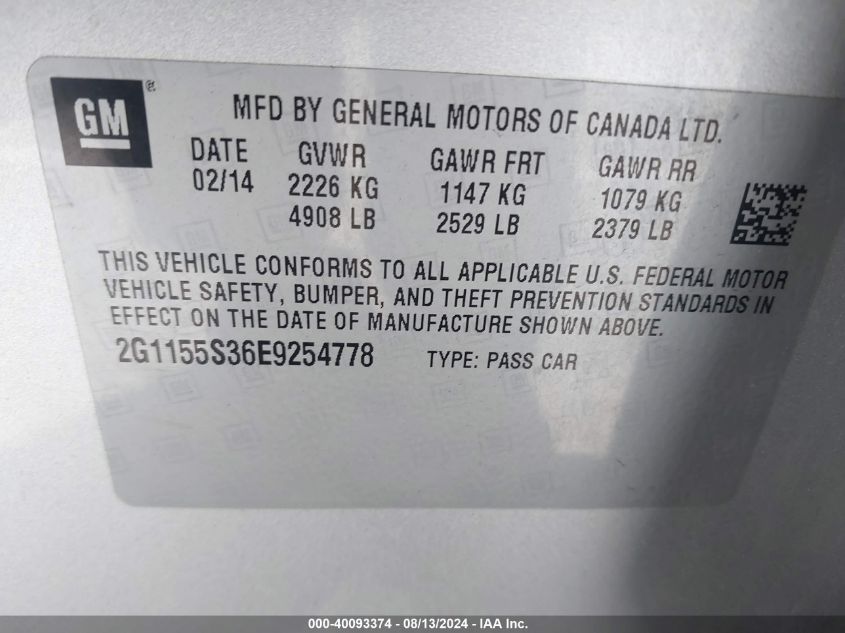 GM ®
MFD BY GENERAL MOTORS OF CANADA LTD.
DATE GVWR GAWR FRT GAWR RR
02/14 2226 KG 1147 KG 1079 KG
4908 LB 2529 LB 2379 LB
THIS VEHICLE CONFORMS TO ALL APPLICABLE U.S. FEDERAL MOTOR
VEHICLE SAFETY, BUMPER, AND THEFT PREVENTION STANDARDS IN
EFFECT ON THE DATE OF MANUFACTURE SHOWN ABOVE.
2G1155S36E9254778 TYPE: PASS CAR
000-40093374 - 08/13/2024 - IAA Inc.